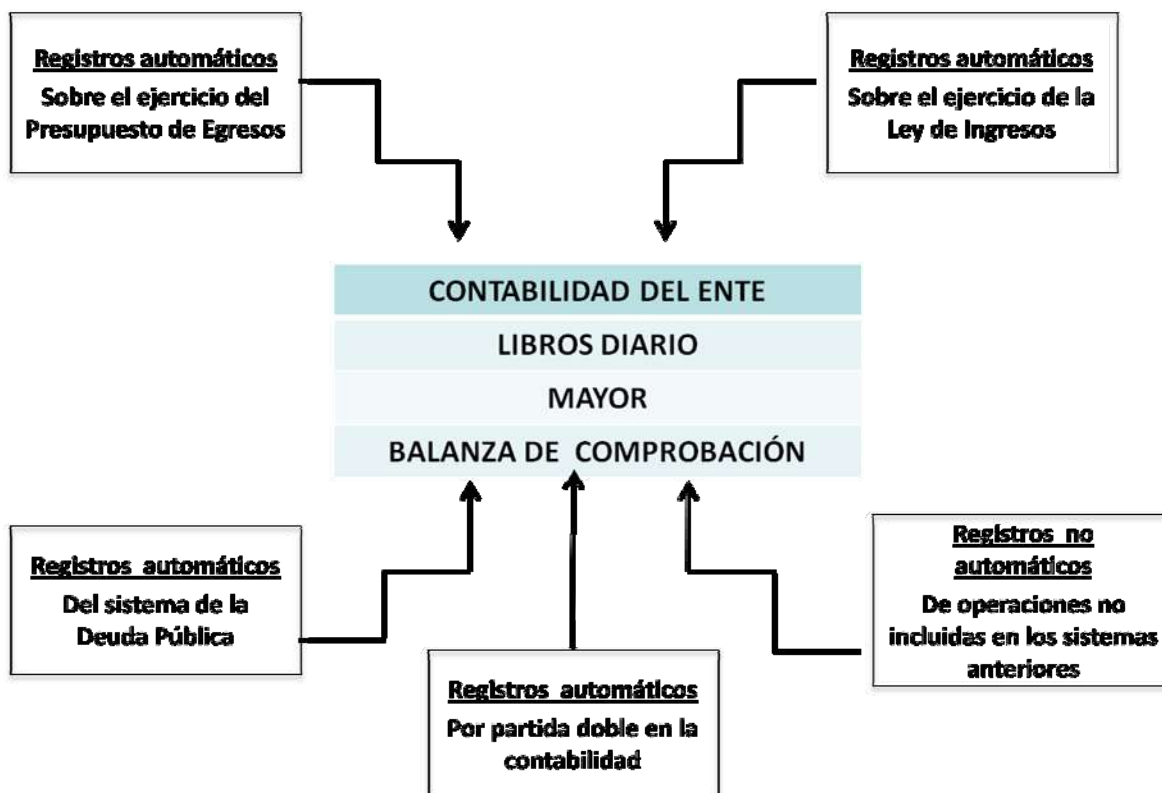 Registros automáticos
Sobre el ejercicio del
Presupuesto de Egresos
Registros automáticos
Sobre el ejercicio de la
Ley de Ingresos
CONTABILIDAD DEL ENTE
LIBROS DIARIO
MAYOR
BALANZA DE COMPROBACIÓN
Registros automáticos
Del sistema de la
Deuda Pública
Registros automáticos
Por partida doble en la
contabilidad
Registros no
automáticos
De operaciones no
incluidas en los sistemas
anteriores